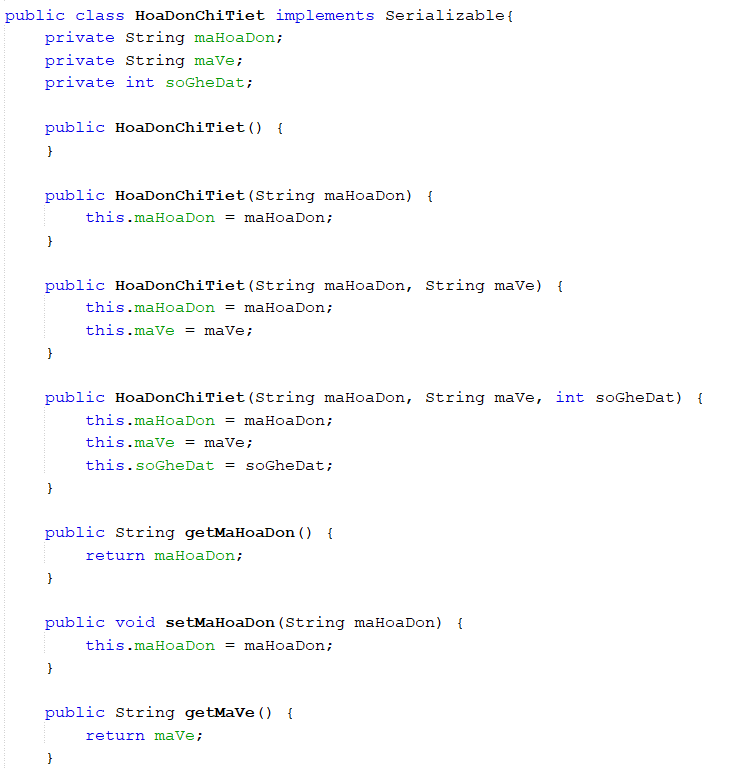 public class HoaDonChiTiet implements Serializable{
    private String maHoaDon;
    private String maVe;
    private int soGheDat;

    public HoaDonChiTiet() {
    }

    public HoaDonChiTiet(String maHoaDon) {
        this.maHoaDon = maHoaDon;
    }

    public HoaDonChiTiet(String maHoaDon, String maVe) {
        this.maHoaDon = maHoaDon;
        this.maVe = maVe;
    }

    public HoaDonChiTiet(String maHoaDon, String maVe, int soGheDat) {
        this.maHoaDon = maHoaDon;
        this.maVe = maVe;
        this.soGheDat = soGheDat;
    }

    public String getMaHoaDon() {
        return maHoaDon;
    }

    public void setMaHoaDon(String maHoaDon) {
        this.maHoaDon = maHoaDon;
    }

    public String getMaVe() {
        return maVe;
    }